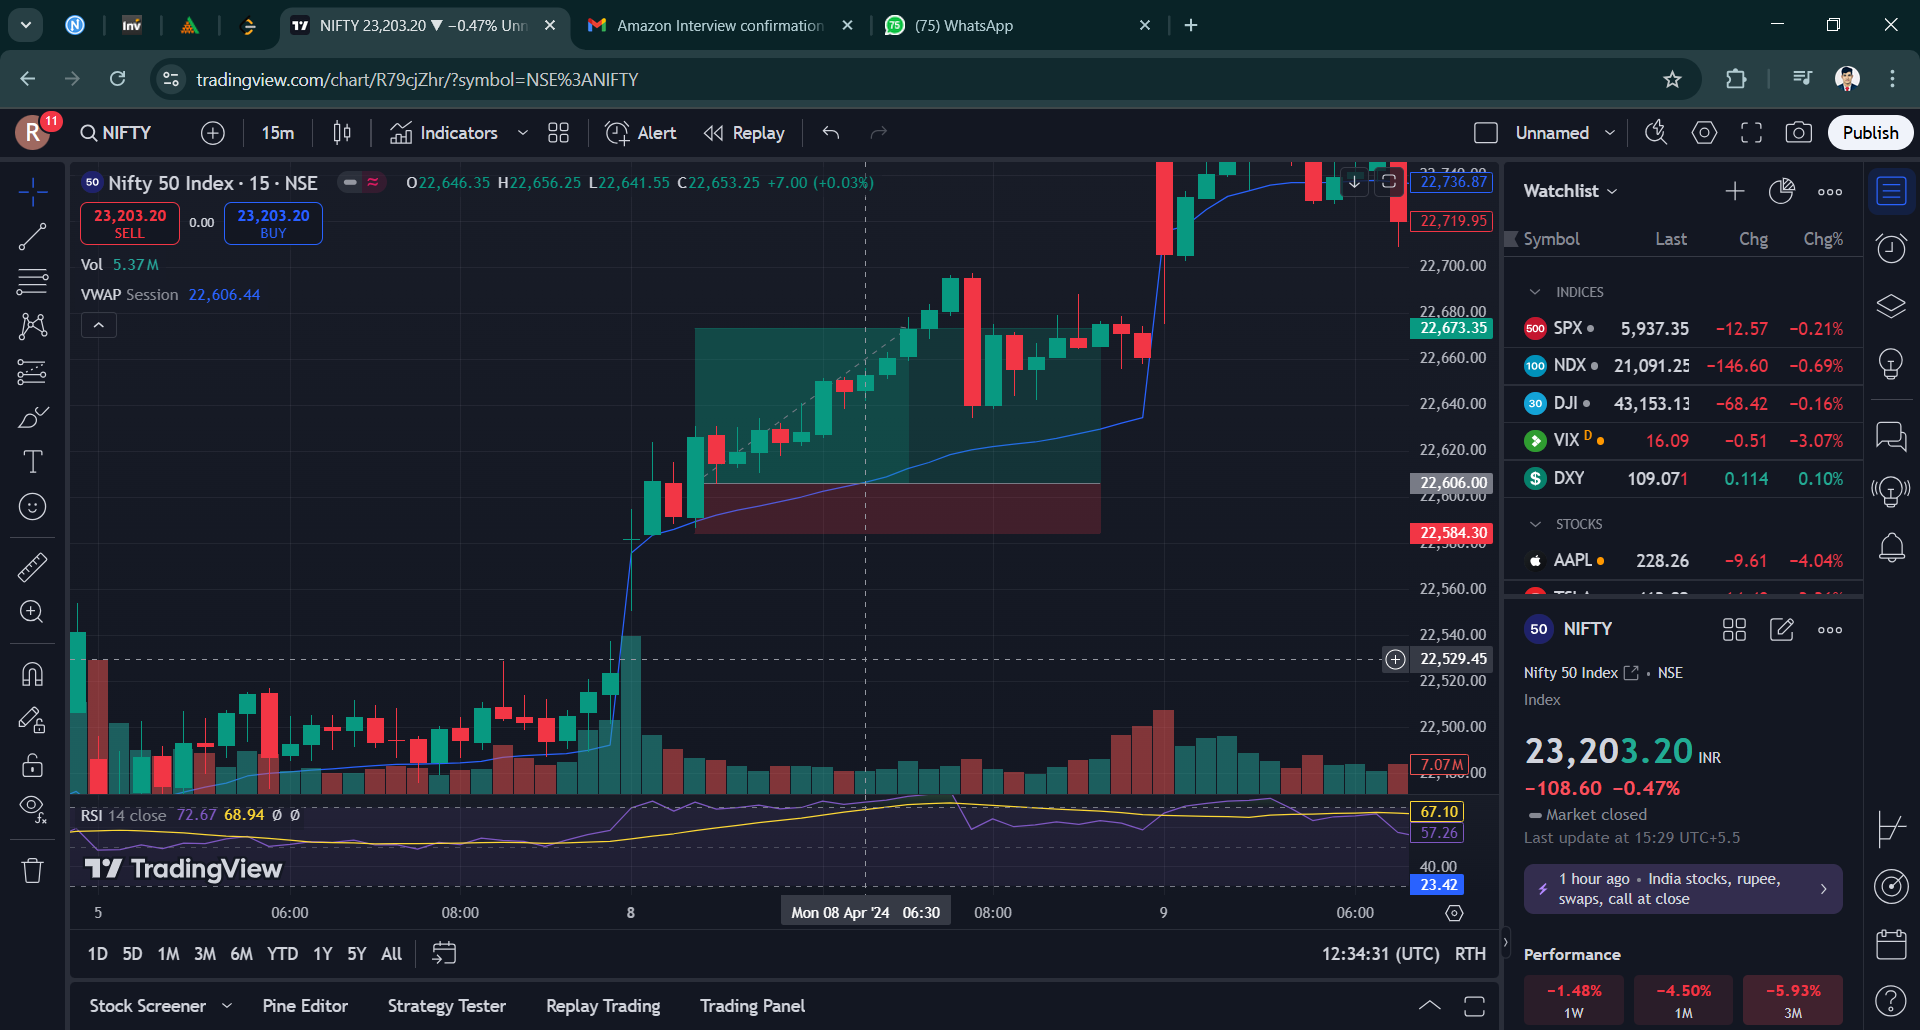 NIFTY 23,203.20 ▼ −0.47% Unn
Amazon Interview confirmation
(75) WhatsApp
tradingview.com/chart/R79cjZhr/?symbol=NSE%3ANIFTY
R 11
NIFTY
15m
Indicators
Alert
Replay
Unnamed
Publish
50 Nifty 50 Index · 15 · NSE
O22,646.35 H22,656.25 L22,641.55 C22,653.25 +7.00 (+0.03%)
23,203.20
SELL
0.00
23,203.20
BUY
Vol 5.37 M
VWAP Session 22,606.44
22,736.87
22,719.95
22,700.00
22,680.00
22,673.35
22,660.00
22,640.00
22,620.00
22,606.00
22,600.00
22,584.30
22,580.00
22,560.00
22,540.00
22,529.45
22,520.00
22,500.00
7.07 M
RSI 14 close 72.67 68.94 Ø Ø
67.10
57.26
40.00
23.42
TradingView
5 06:00 08:00 8 Mon 08 Apr '24 06:30 08:00 9 06:00
1D 5D 1M 3M 6M YTD 1Y 5Y All
12:34:31 (UTC) RTH
Stock Screener Pine Editor Strategy Tester Replay Trading Trading Panel
Watchlist
Symbol Last Chg Chg%
INDICES
500 SPX 5,937.35 −12.57 −0.21%
100 NDX 21,091.25 −146.60 −0.69%
30 DJI 43,153.13 −68.42 −0.16%
VIX D 16.09 −0.51 −3.07%
$ DXY 109.071 0.114 0.10%
STOCKS
AAPL 228.26 −9.61 −4.04%
50 NIFTY
Nifty 50 Index • NSE
Index
23,203.20 INR
−108.60 −0.47%
Market closed
Last update at 15:29 UTC+5.5
1 hour ago • India stocks, rupee,
swaps, call at close
Performance
−1.48% −4.50% −5.93%
1W 1M 3M